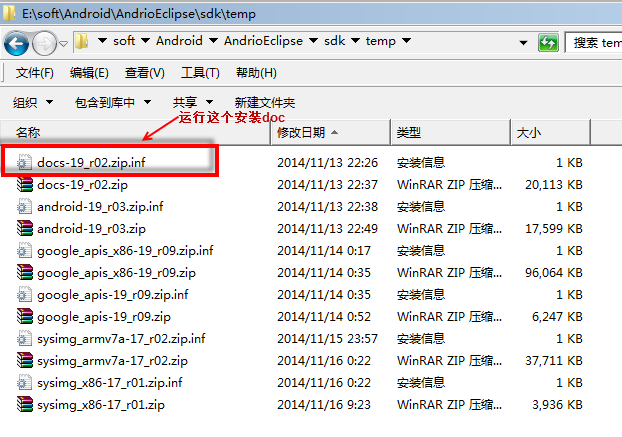 E:\soft\Android\AndrioEclipse\sdk\temp
soft Android AndrioEclipse sdk temp 搜索 tem
文件(F) 编辑(E) 查看(V) 工具(T) 帮助(H)
组织 包含到库中 共享 新建文件夹
运行这个安装doc
名称 修改日期 类型 大小
docs-19_r02.zip.inf 2014/11/13 22:26 安装信息 1 KB
docs-19_r02.zip 2014/11/13 22:37 WinRAR ZIP 压缩... 20,113 KB
android-19_r03.zip.inf 2014/11/13 22:38 安装信息 1 KB
android-19_r03.zip 2014/11/13 22:49 WinRAR ZIP 压缩... 17,599 KB
google_apis_x86-19_r09.zip.inf 2014/11/14 0:17 安装信息 1 KB
google_apis_x86-19_r09.zip 2014/11/14 0:35 WinRAR ZIP 压缩... 96,064 KB
google_apis-19_r09.zip.inf 2014/11/14 0:35 安装信息 1 KB
google_apis-19_r09.zip 2014/11/14 0:52 WinRAR ZIP 压缩... 6,247 KB
sysimg_armv7a-17_r02.zip.inf 2014/11/15 23:57 安装信息 1 KB
sysimg_armv7a-17_r02.zip 2014/11/16 0:22 WinRAR ZIP 压缩... 37,711 KB
sysimg_x86-17_r01.zip.inf 2014/11/16 0:22 安装信息 1 KB
sysimg_x86-17_r01.zip 2014/11/16 9:23 WinRAR ZIP 压缩... 3,936 KB